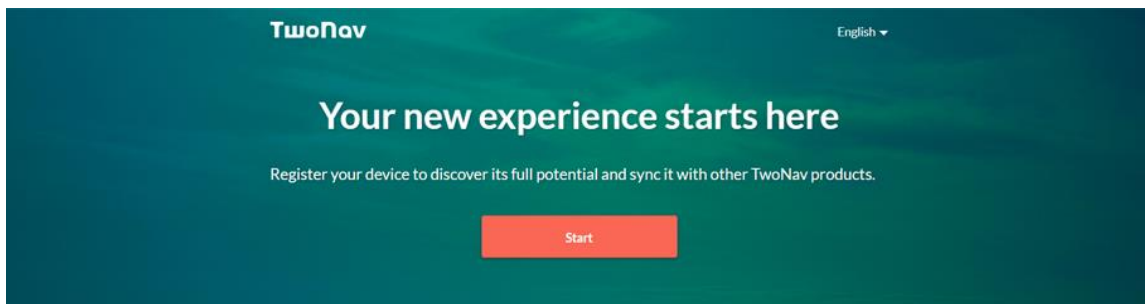 TwoNav
English
Your new experience starts here
Register your device to discover its full potential and sync it with other TwoNav products.
Start